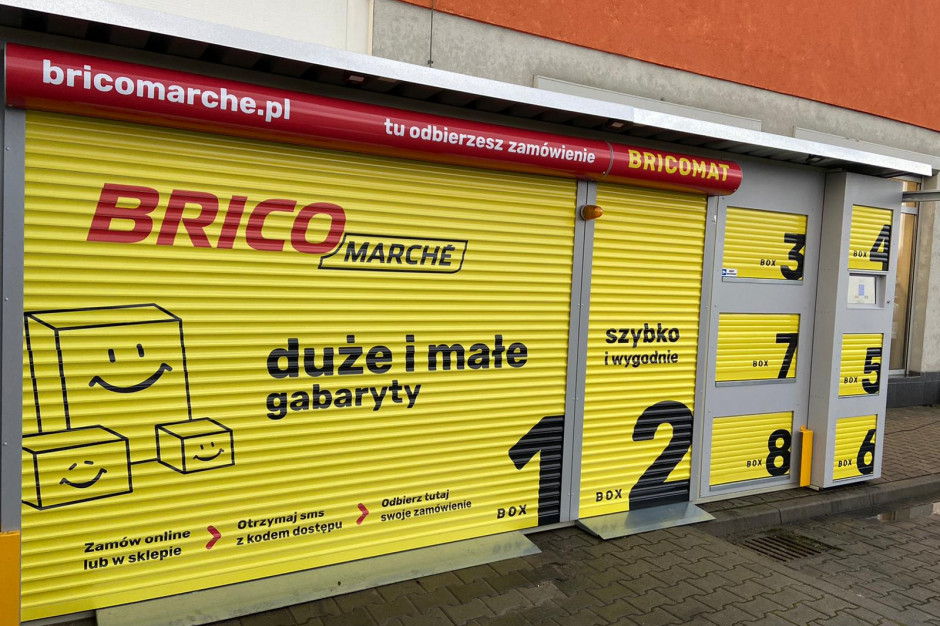 bricomarche.pl
tu odbierzesz zamówienie
BRICOMAT
BRICO
MARCHÉ
duże i małe
gabaryty
Zamów online
lub w sklepie
Otrzymaj sms
z kodem dostępu
Odbierz tutaj
swoje zamówienie
BOX 1
szybko
i wygodnie
BOX 2
BOX 3
BOX 7
BOX 8
BOX 4
BOX 5
BOX 6